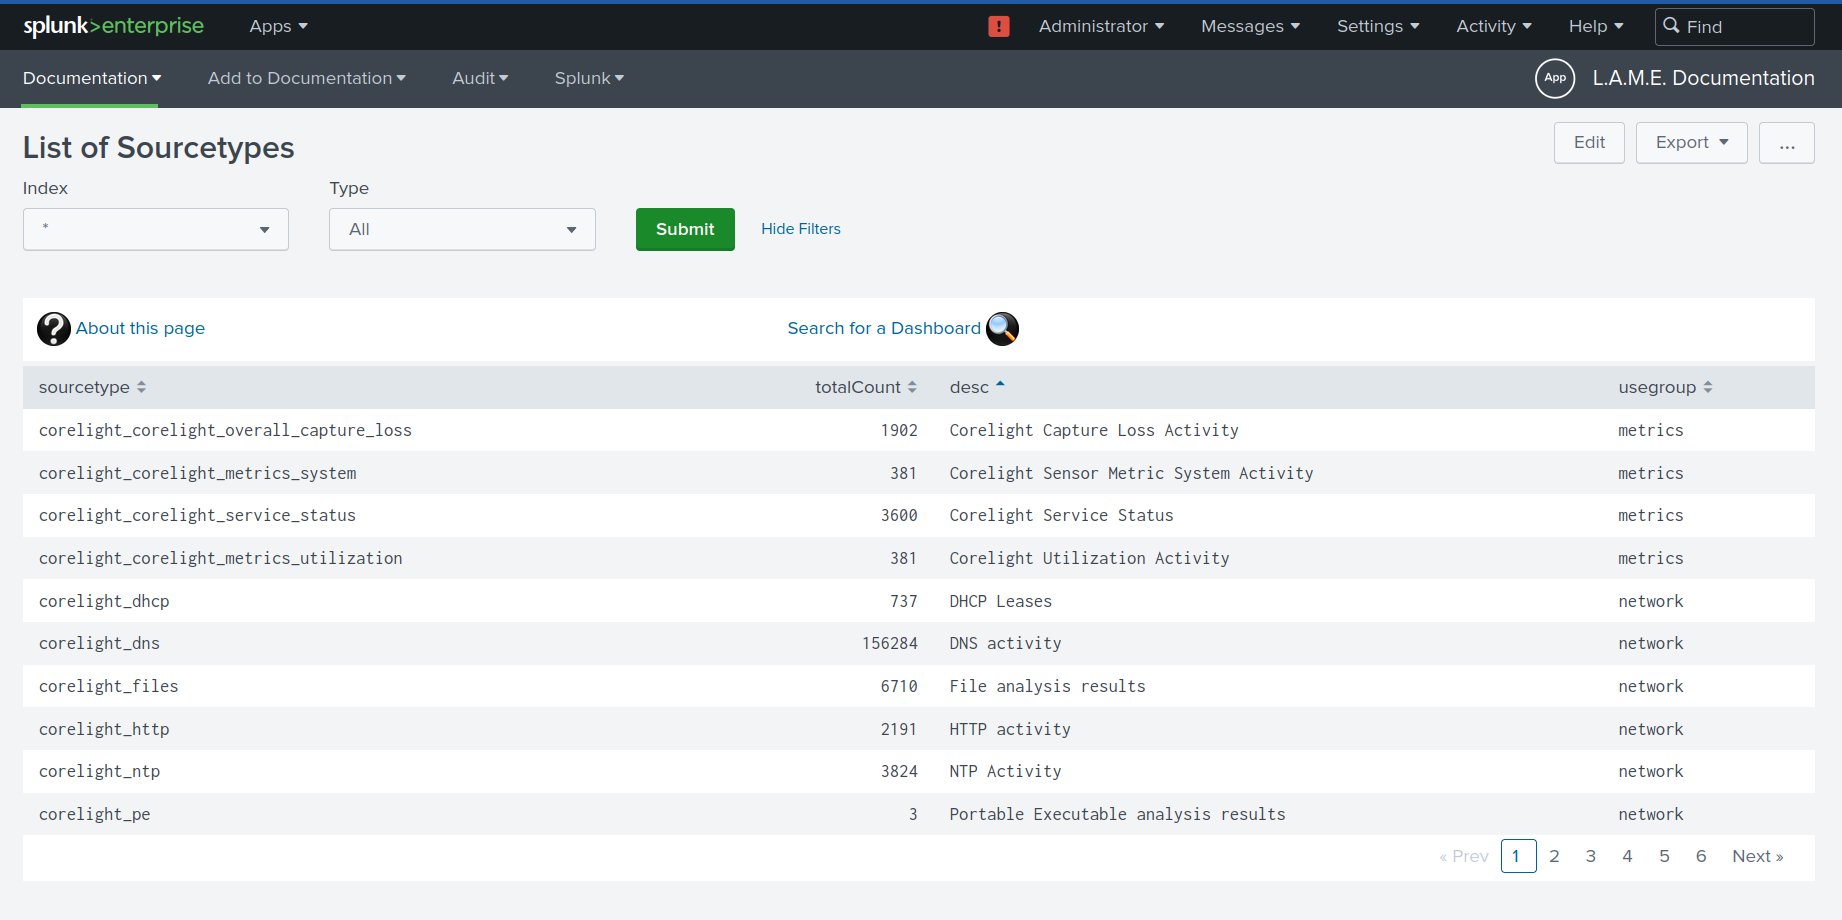 splunk>enterprise Apps ! Administrator Messages Settings Activity Help Find
Documentation Add to Documentation Audit Splunk App L.A.M.E. Documentation
List of Sourcetypes Edit Export ...
Index Type
* All Submit Hide Filters
? About this page Search for a Dashboard
sourcetype totalCount desc usegroup
corelight_corelight_overall_capture_loss 1902 Corelight Capture Loss Activity metrics
corelight_corelight_metrics_system 381 Corelight Sensor Metric System Activity metrics
corelight_corelight_service_status 3600 Corelight Service Status metrics
corelight_corelight_metrics_utilization 381 Corelight Utilization Activity metrics
corelight_dhcp 737 DHCP Leases network
corelight_dns 156284 DNS activity network
corelight_files 6710 File analysis results network
corelight_http 2191 HTTP activity network
corelight_ntp 3824 NTP Activity network
corelight_pe 3 Portable Executable analysis results network
« Prev 1 2 3 4 5 6 Next »